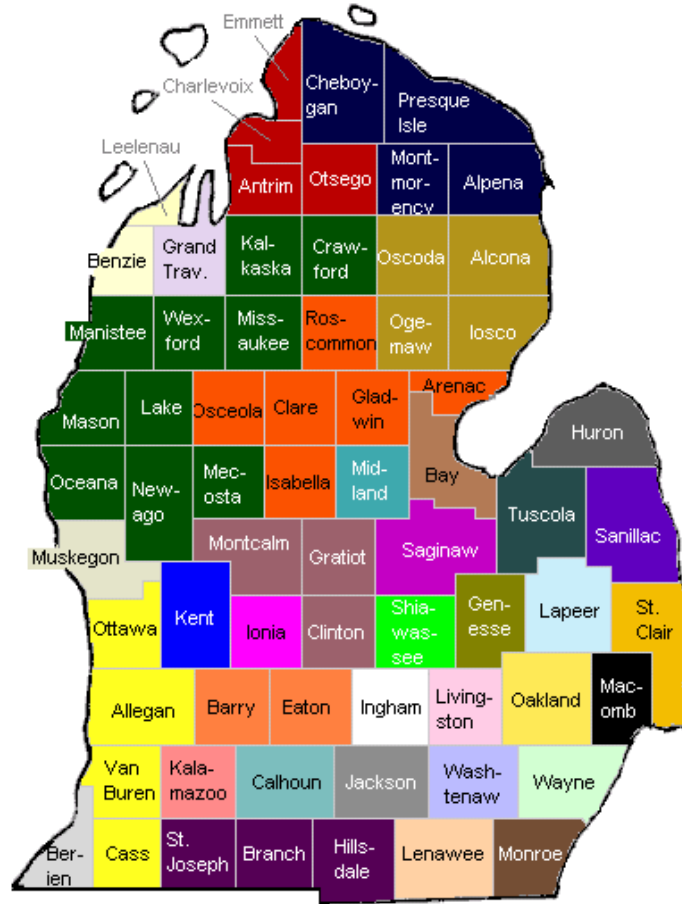 Emmett
Charlevoix
Leelenau
Cheboy-
gan
Presque
Isle
Antrim
Otsego
Mont-
mor-
ency
Alpena
Benzie
Grand
Trav.
Kal-
kaska
Craw-
ford
Oscoda
Alcona
Manistee
Wex-
ford
Miss-
aukee
Ros-
common
Oge-
maw
Iosco
Mason
Lake
Osceola
Clare
Glad-
win
Arenac
Huron
Oceana
New-
ago
Mec-
osta
Isabella
Mid-
land
Bay
Tuscola
Sanillac
Muskegon
Montcalm
Gratiot
Saginaw
Ottawa
Kent
Ionia
Clinton
Shia-
was-
see
Gen-
esse
Lapeer
St.
Clair
Allegan
Barry
Eaton
Ingham
Living-
ston
Oakland
Mac-
omb
Van
Buren
Kala-
mazoo
Calhoun
Jackson
Wash-
tenaw
Wayne
Ber-
ien
Cass
St.
Joseph
Branch
Hills-
dale
Lenawee
Monroe